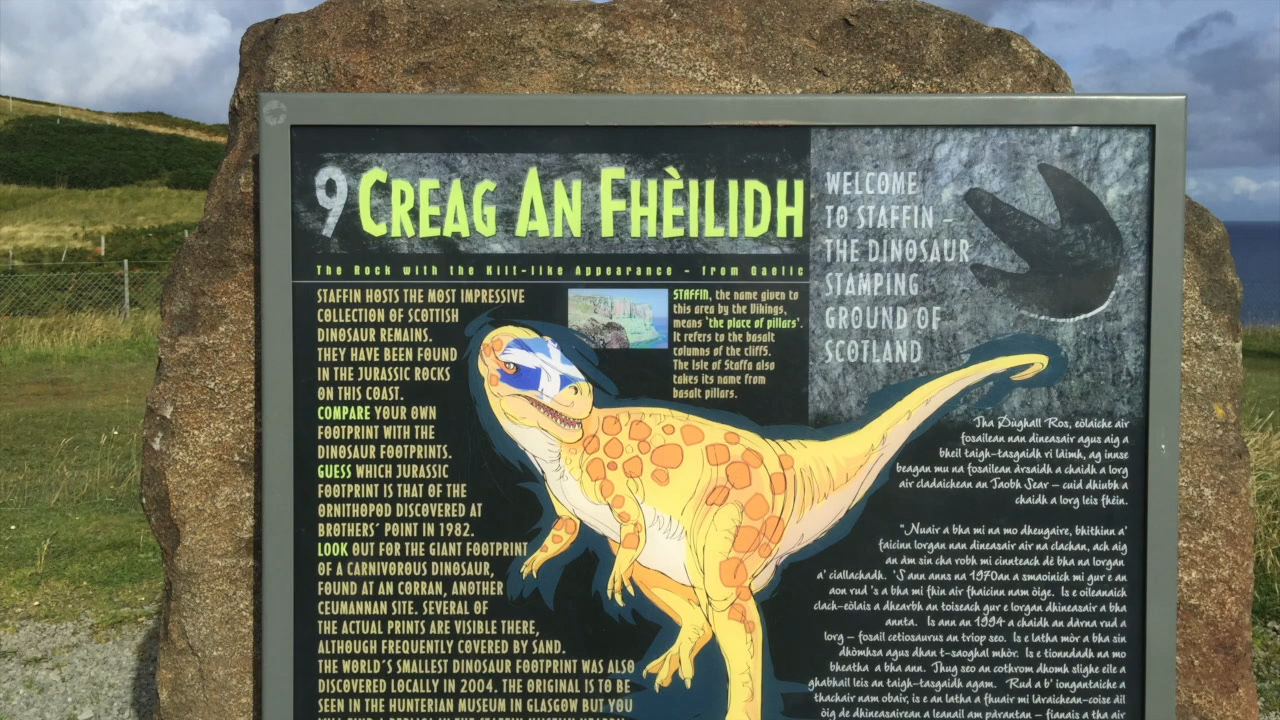 9 CREAG AN FHÈILIDH
The Rock with the Kilt-like Appearance - from Gaelic
STAFFIN HOSTS THE MOST IMPRESSIVE
COLLECTION OF SCOTTISH
DINOSAUR REMAINS.
THEY HAVE BEEN FOUND
IN THE JURASSIC ROCKS
ON THIS COAST.
COMPARE YOUR OWN
FOOTPRINT WITH THE
DINOSAUR FOOTPRINTS.
GUESS WHICH JURASSIC
FOOTPRINT IS THAT OF THE
ORNITHOPOD DISCOVERED AT
BROTHERS' POINT IN 1982.
LOOK OUT FOR THE GIANT FOOTPRINT
OF A CARNIVOROUS DINOSAUR,
FOUND AT AN CORRAN, ANOTHER
CEUMANNAN SITE. SEVERAL OF
THE ACTUAL PRINTS ARE VISIBLE THERE,
ALTHOUGH FREQUENTLY COVERED BY SAND.
THE WORLD'S SMALLEST DINOSAUR FOOTPRINT WAS ALSO
DISCOVERED LOCALLY IN 2004. THE ORIGINAL IS TO BE
SEEN IN THE HUNTERIAN MUSEUM IN GLASGOW BUT YOU
STAFFIN, the name given to
this area by the Vikings,
means 'the place of pillars'.
It refers to the basalt
columns of the cliffs.
The Isle of Staffa also
takes its name from
basalt pillars.
WELCOME
TO STAFFIN –
THE DINOSAUR
STAMPING
GROUND OF
SCOTLAND
Tha Dùghall Ros, eòlaiche air
fosailean nan dineasair agus aig a
bheil taigh-tasgaidh ri làimh, ag innse
beagan mu na fosailean àrsaidh a chaidh a lorg
air cladaichean an Taobh Sear – cuid dhiubh a
chaidh a lorg leis fhèin.
“Nuair a bha mi na mo dheugaire, bhithinn a'
faicinn lorgan nan dineasair air na clachan, ach aig
an àm sin cha robh mi cinnteach dè bha na lorgan
a' ciallachadh. 'S ann anns na 1970an a smaoinich mi gur e an
aon rud 's a bha mi fhìn air fhaicinn nam òige. Is e oileanaich
clach-eòlais a dhearbh an toiseach gur e lorgan dhineasair a bha
annta. Is ann an 1994 a chaidh an dàrna rud a
lorg – fosail cetiosaurus an triop seo. Is e latha mòr a bha sin
dhòmhsa agus dhan t-saoghal mhòr. Is e tionndadh na mo
bheatha a bha ann. Thug seo an cothrom dhomh slighe eile a
ghabhail leis an taigh-tasgaidh agam. Rud a b' iongantaiche a
thachair nam obair, is e an latha a fhuair mi làraichean-coise dil
òig de dhineasairean a leanail am pàrantan – fianais a tha air